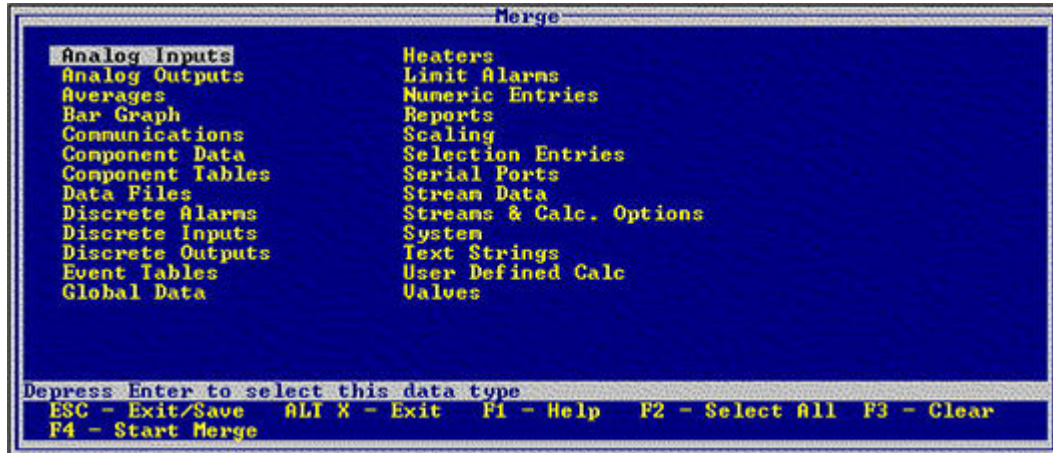 Merge
Analog Inputs
Analog Outputs
Averages
Bar Graph
Communications
Component Data
Component Tables
Data Files
Discrete Alarms
Discrete Inputs
Discrete Outputs
Event Tables
Global Data
Heaters
Limit Alarms
Numeric Entries
Reports
Scaling
Selection Entries
Serial Ports
Stream Data
Streams & Calc. Options
System
Text Strings
User Defined Calc
Valves
Depress Enter to select this data type
ESC - Exit/Save ALT X - Exit F1 - Help F2 - Select All F3 - Clear
F4 - Start Merge